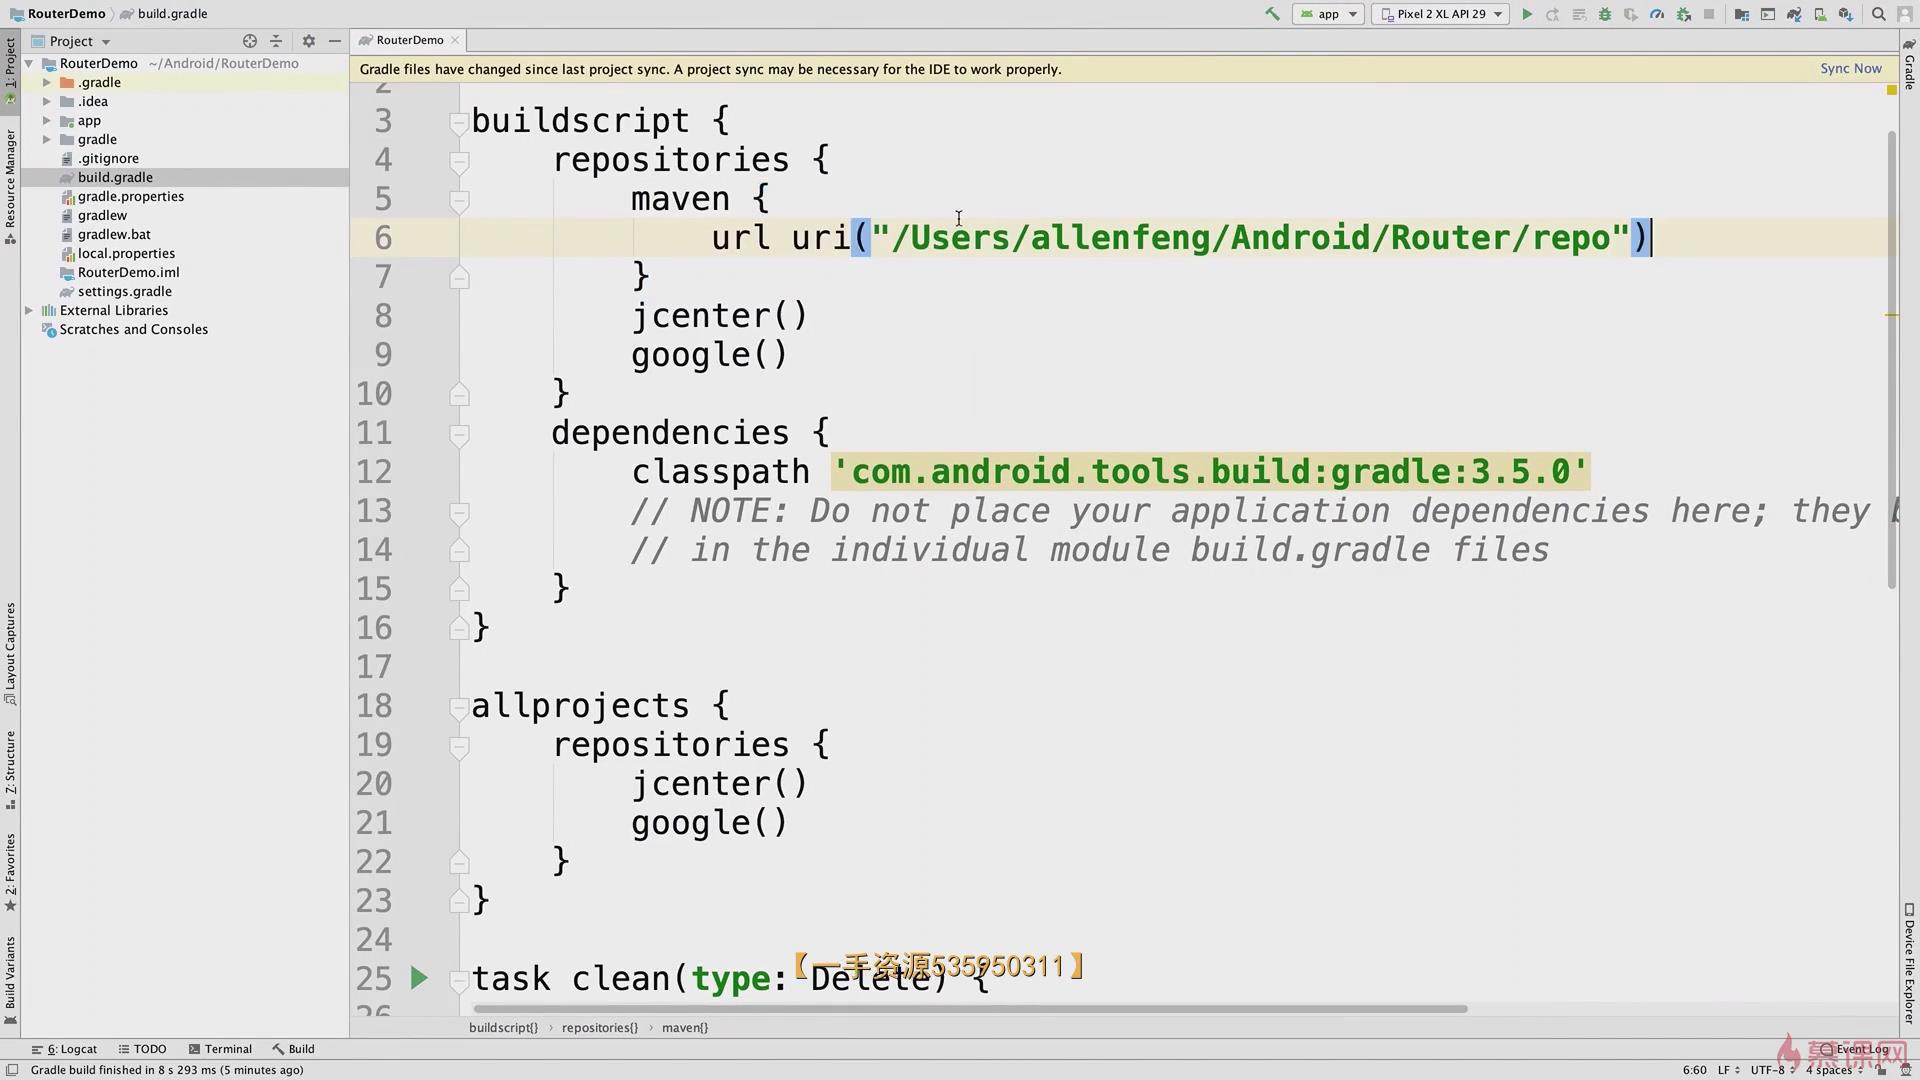 RouterDemo
build.gradle
app
Pixel 2 XL API 29
Project
RouterDemo
Gradle files have changed since last project sync. A project sync may be necessary for the IDE to work properly.
Sync Now
RouterDemo ~/Android/RouterDemo
.gradle
.idea
app
gradle
.gitignore
build.gradle
gradle.properties
gradlew
gradlew.bat
local.properties
RouterDemo.iml
settings.gradle
External Libraries
Scratches and Consoles
1: Project
Resource Manager
Layout Captures
Z: Structure
2: Favorites
Build Variants
3 buildscript {
4 repositories {
5 maven {
6 url uri("/Users/allenfeng/Android/Router/repo")
7 }
8 jcenter()
9 google()
10 }
11 dependencies {
12 classpath 'com.android.tools.build:gradle:3.5.0'
13 // NOTE: Do not place your application dependencies here; they
14 // in the individual module build.gradle files
15 }
16 }
17
18 allprojects {
19 repositories {
20 jcenter()
21 google()
22 }
23 }
24
25 task clean(type: Delete) {
【一手资源535950311】
buildscript{} › repositories{} › maven{}
Gradle
Device File Explorer
6: Logcat
TODO
Terminal
Build
Event Log
慕课网
Gradle build finished in 8 s 293 ms (5 minutes ago)
6:60 LF UTF-8 4 spaces